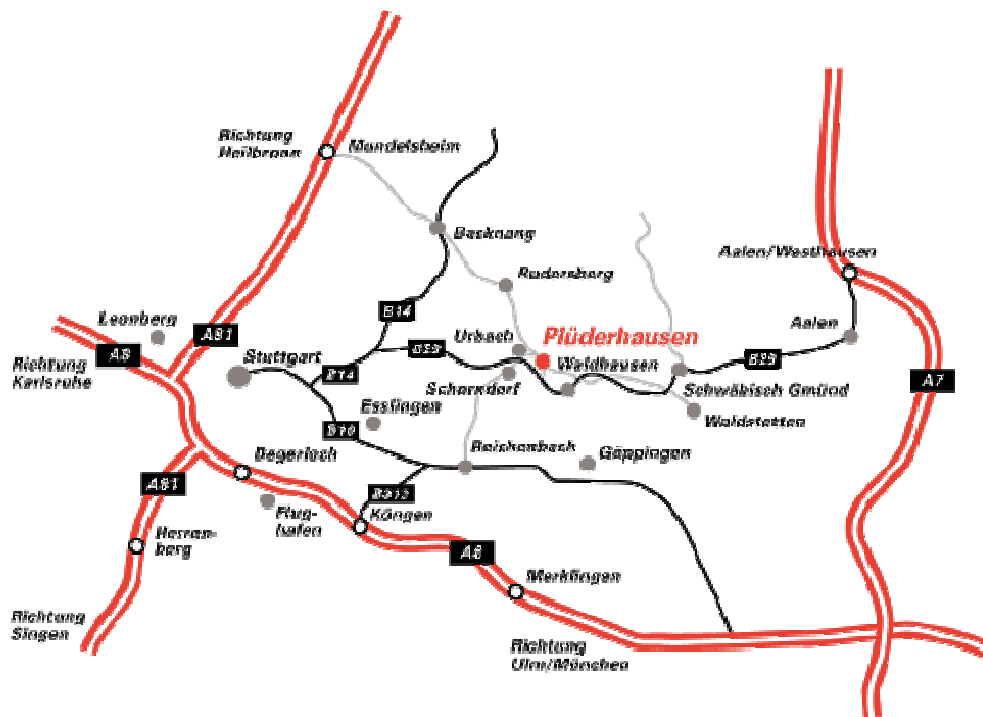 Richtung
Heilbronn
Mundelsheim
Backnang
Rudersberg
Aalen/Westhausen
B14
Leonberg
A81
A8
Urbach
Plüderhausen
Aalen
Richtung
Karlsruhe
Stuttgart
B29
Waldhausen
B29
B14
Schorndorf
Schwäbisch Gmünd
A7
Esslingen
Waldstetten
B10
Degerloch
Reichenbach
Göppingen
A81
B313
Flug-
hafen
Köngen
Herren-
berg
A8
Merklingen
Richtung
Singen
Richtung
Ulm/München